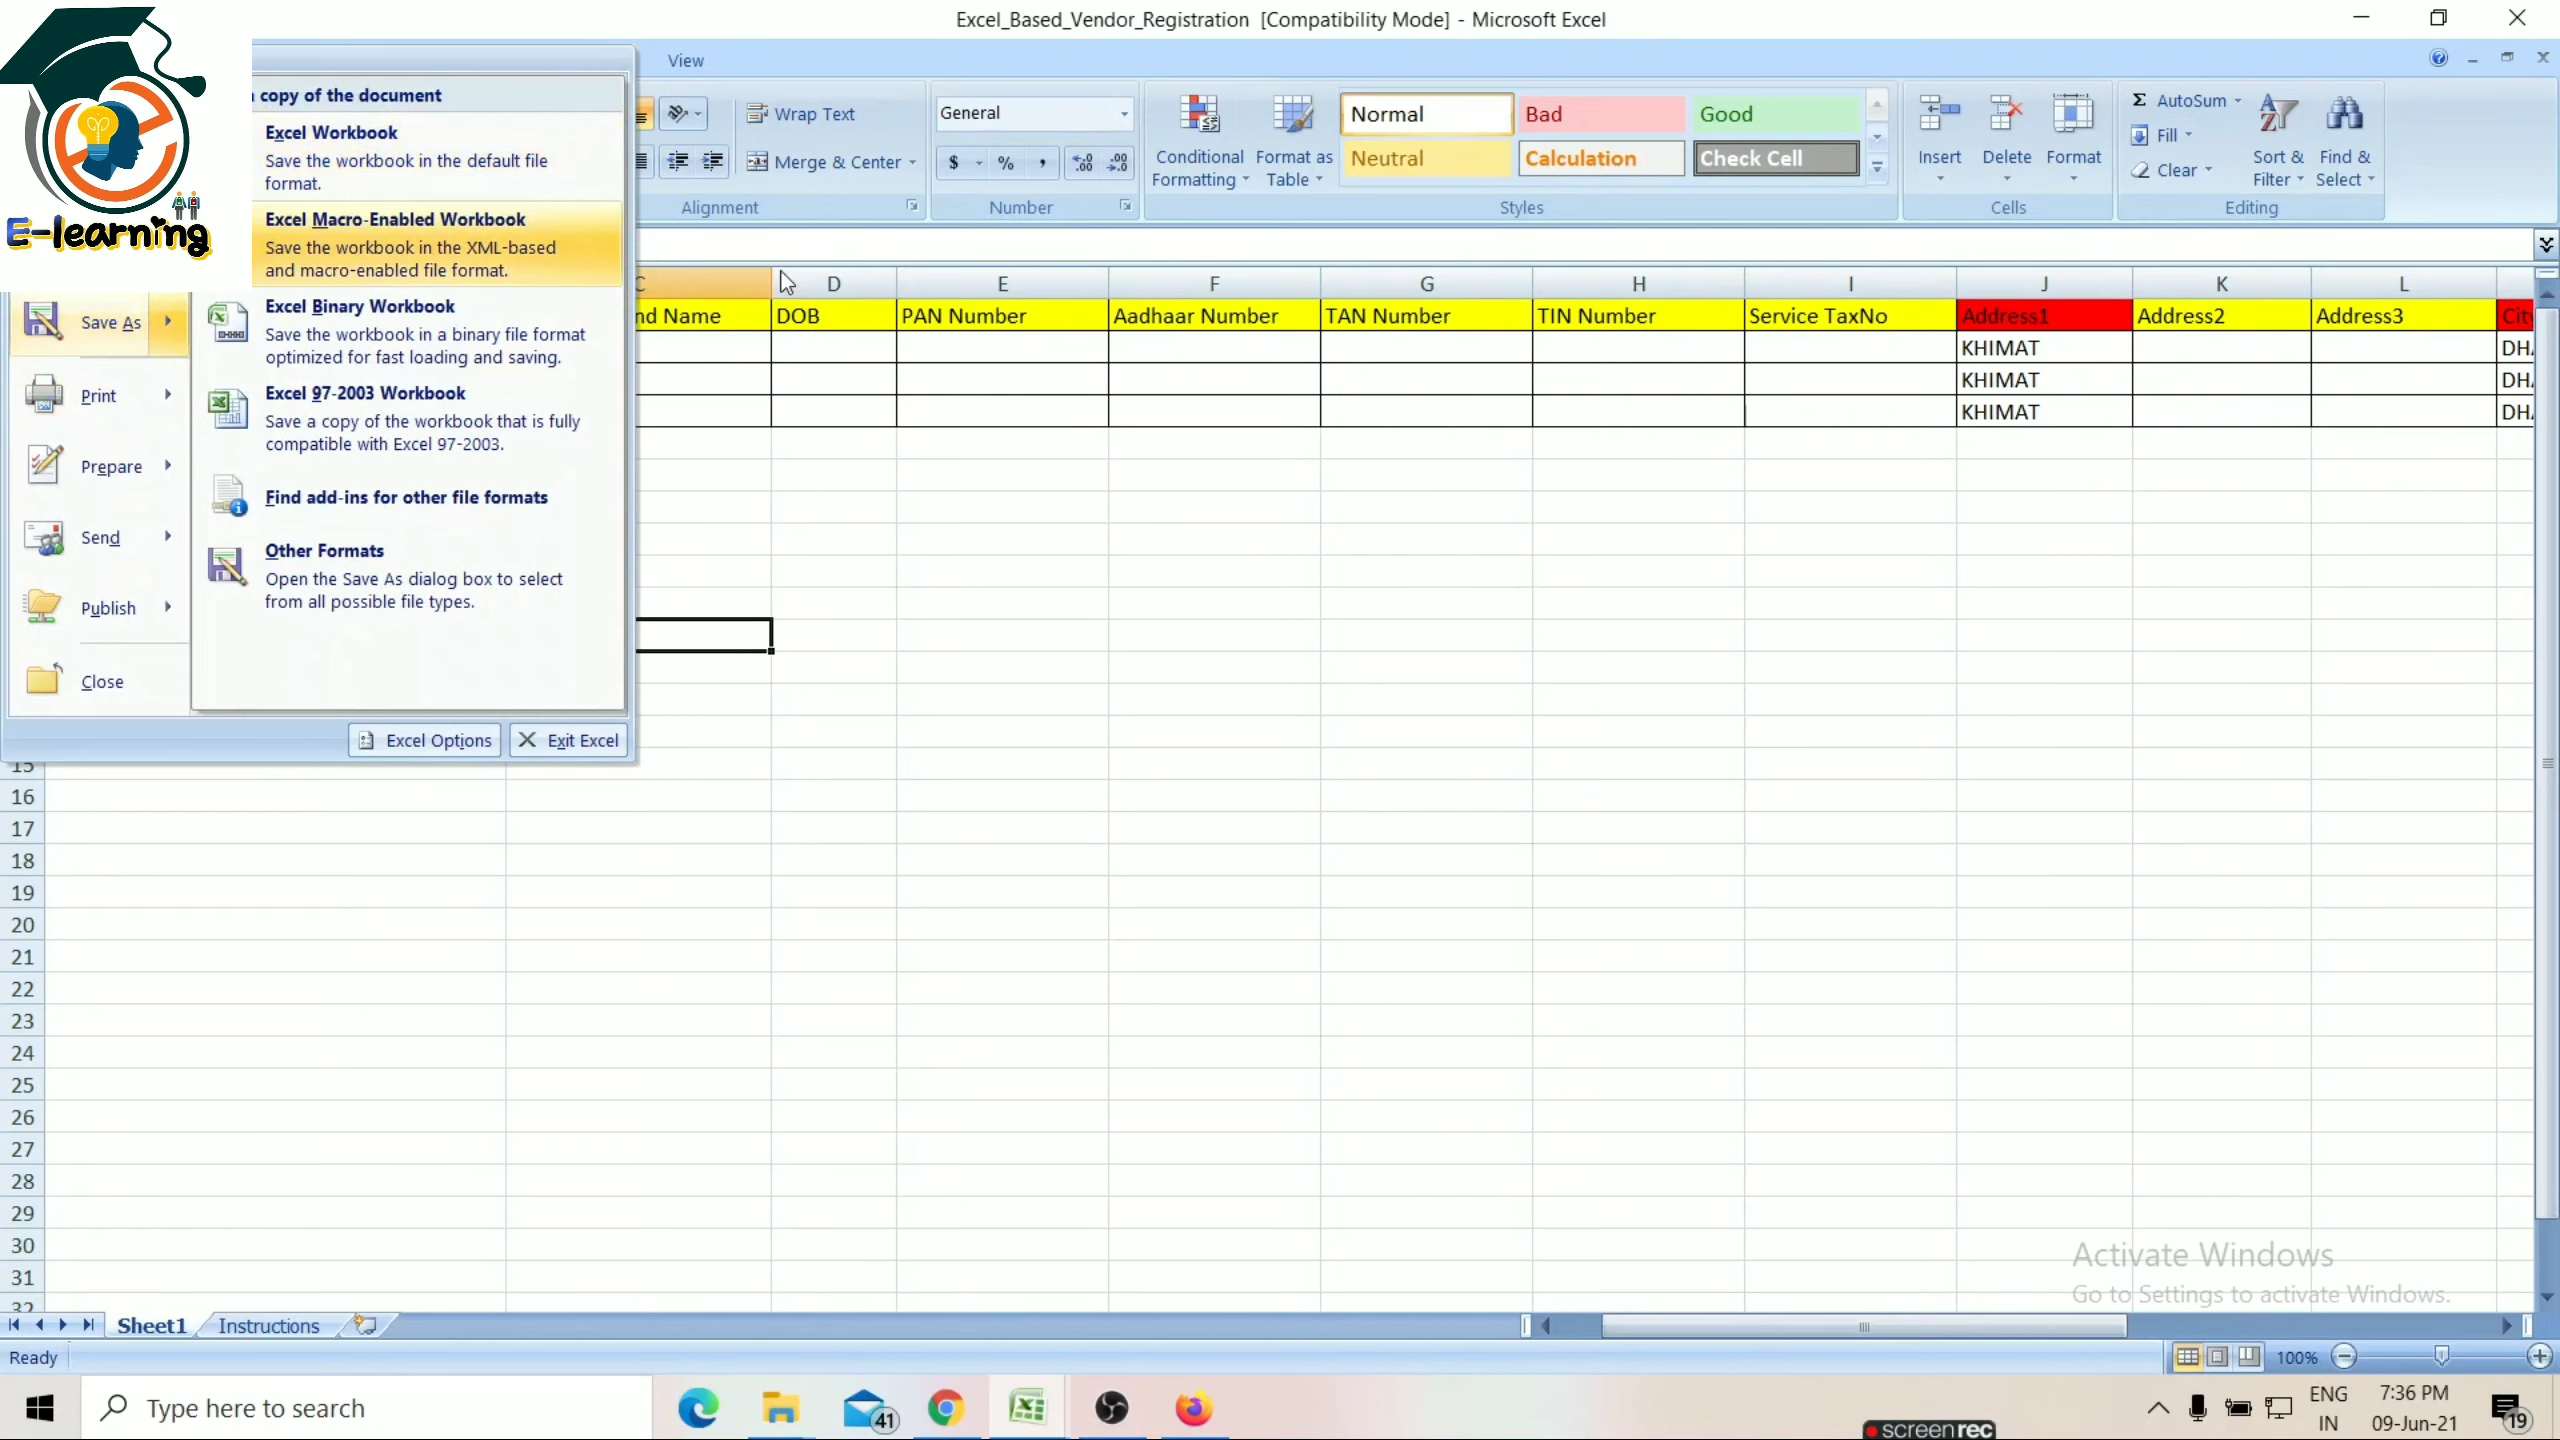 Excel_Based_Vendor_Registration [Compatibility Mode] - Microsoft Excel
E-learning
View
copy of the document
Excel Workbook
Save the workbook in the default file
format.
Excel Macro-Enabled Workbook
Save the workbook in the XML-based
and macro-enabled file format.
Excel Binary Workbook
Save the workbook in a binary file format
optimized for fast loading and saving.
Excel 97-2003 Workbook
Save a copy of the workbook that is fully
compatible with Excel 97-2003.
Find add-ins for other file formats
Other Formats
Open the Save As dialog box to select
from all possible file types.
Save As
Print
Prepare
Send
Publish
Close
Excel Options
Exit Excel
Wrap Text
Merge & Center
Alignment
General
$ % ,
Number
Conditional
Formatting
Format as
Table
Normal Bad Good
Neutral Calculation Check Cell
Styles
Insert Delete Format
Cells
Σ AutoSum
Fill
Clear
Sort &
Filter
Find &
Select
Editing
C D E F G H I J K L
nd Name DOB PAN Number Aadhaar Number TAN Number TIN Number Service TaxNo Address1 Address2 Address3 City
KHIMAT DHA
KHIMAT DHA
KHIMAT DHA
15
16
17
18
19
20
21
22
23
24
25
26
27
28
29
30
31
32
Activate Windows
Go to Settings to activate Windows.
Sheet1 Instructions
Ready
100%
Type here to search
41
ENG
IN
7:36 PM
09-Jun-21
19
screenrec